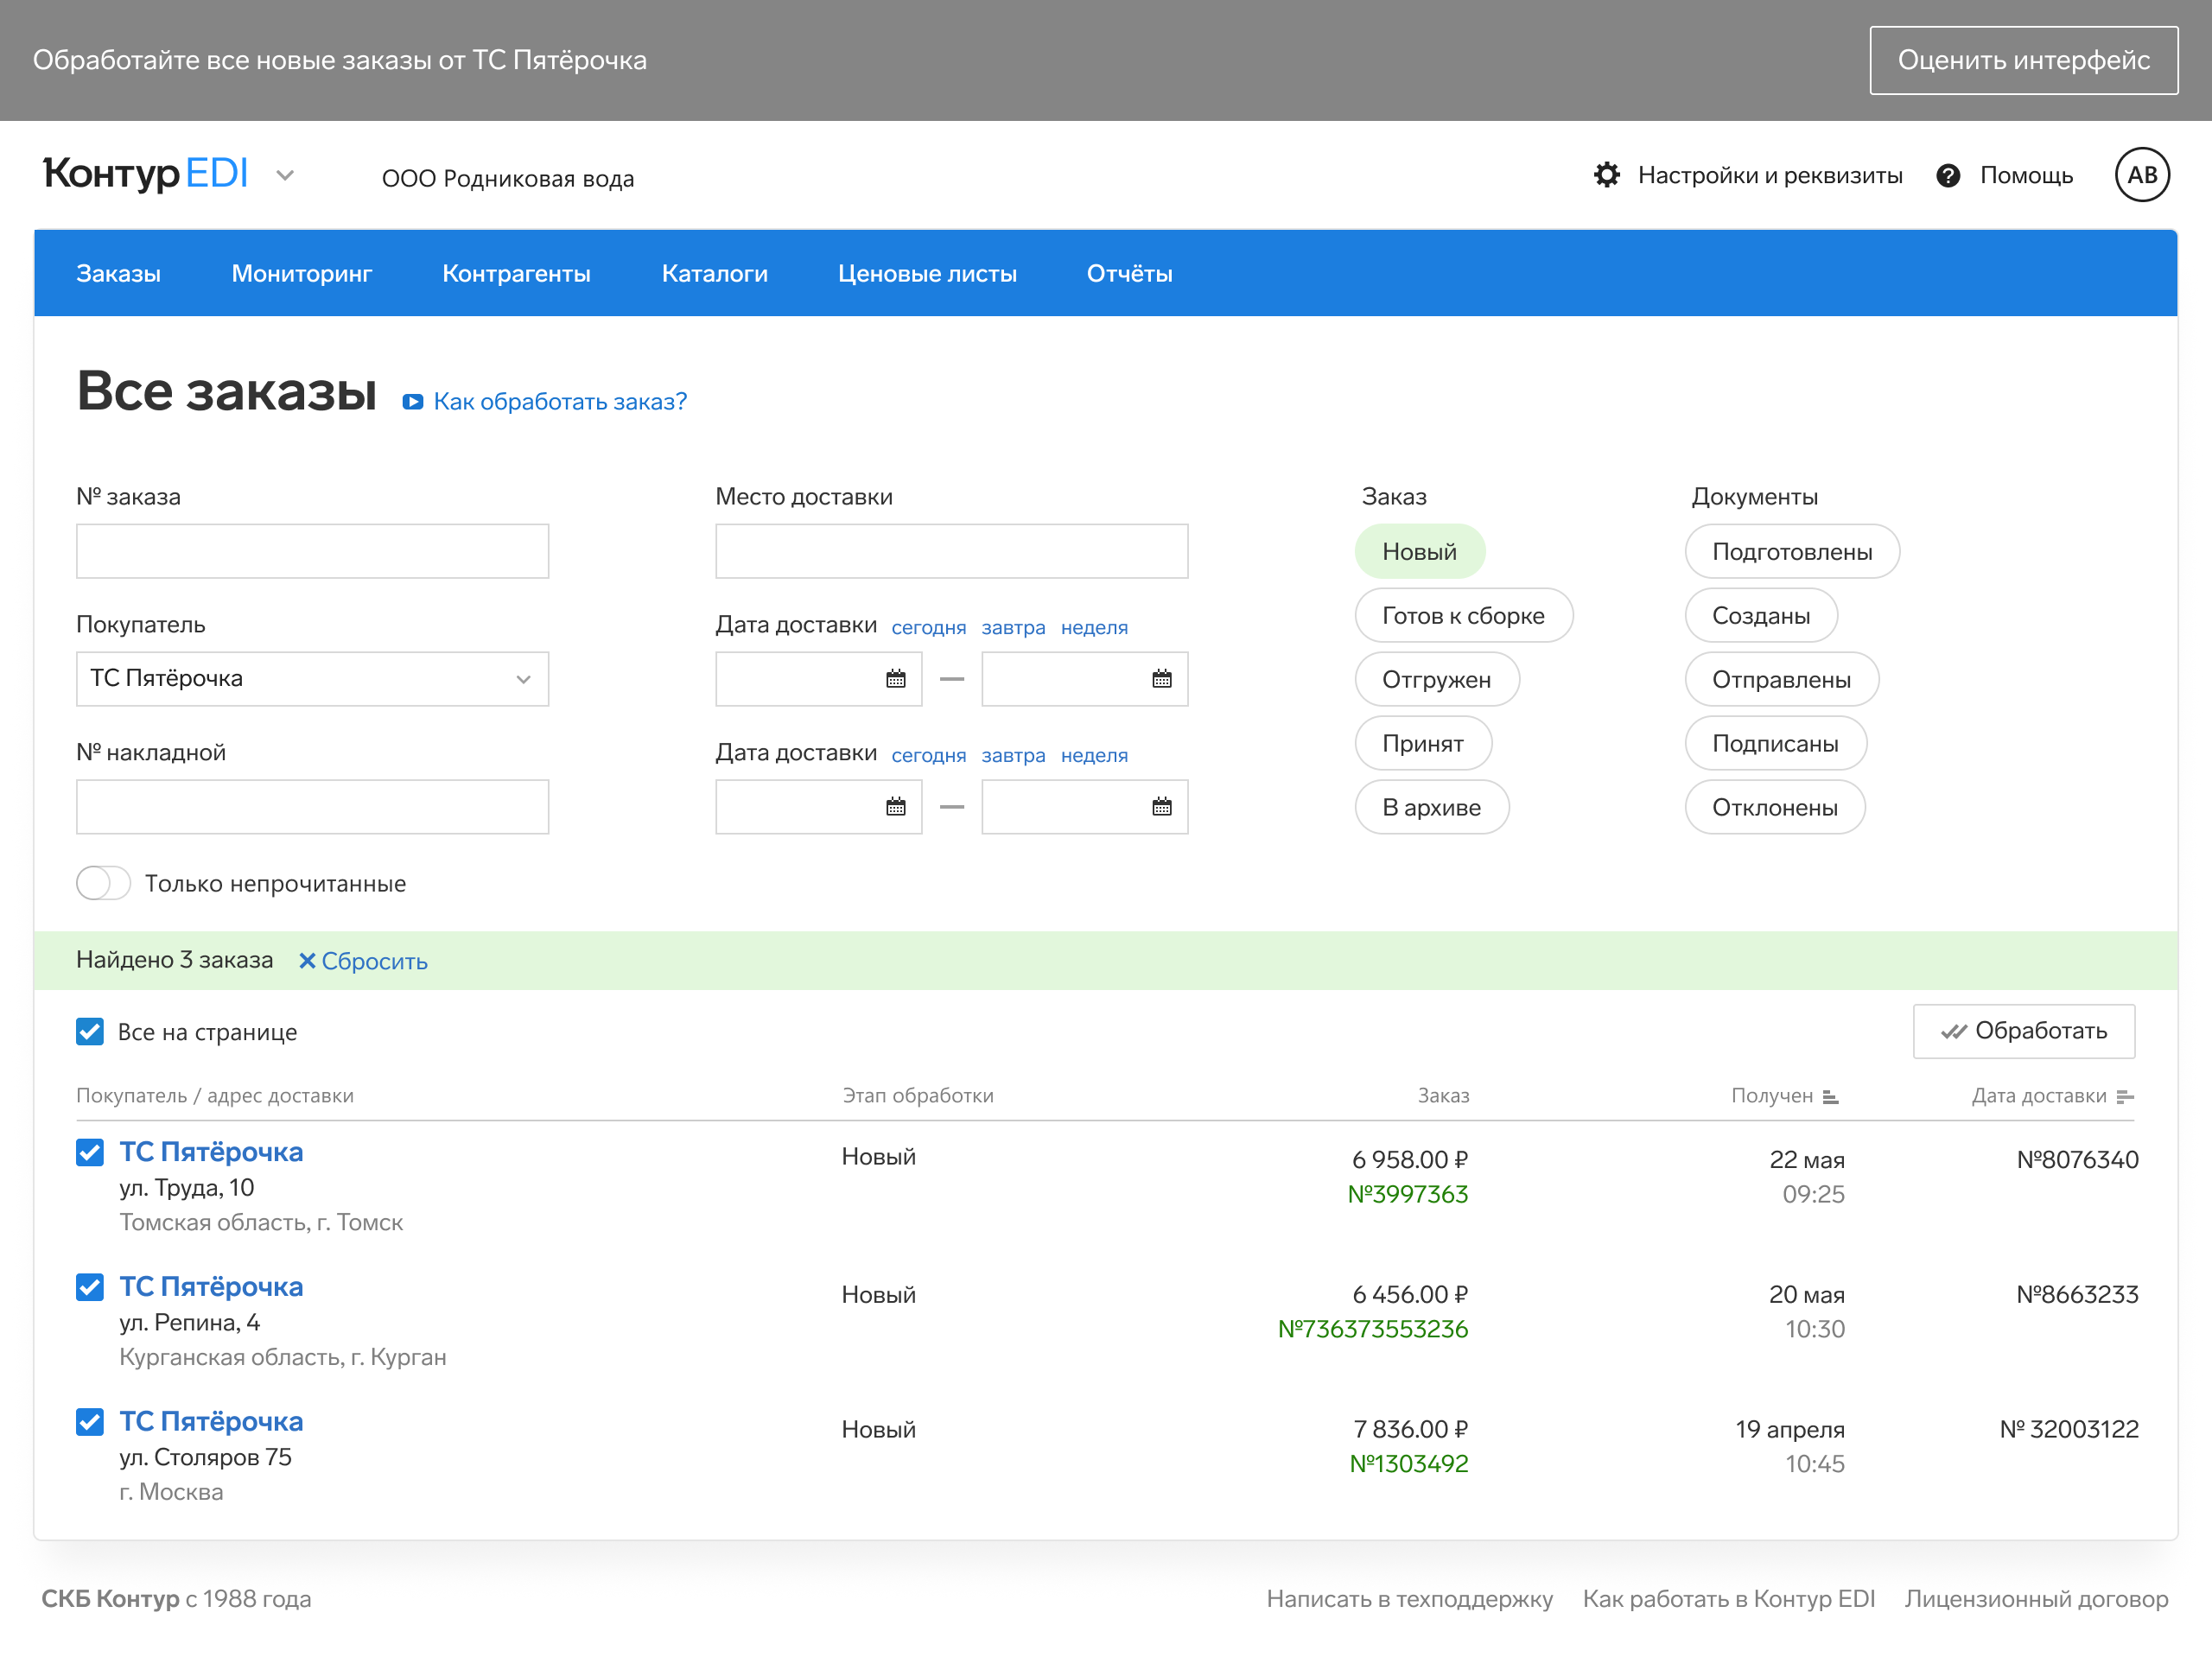 Обработайте все новые заказы от ТС Пятёрочка
Оценить интерфейс
Контур EDI
ООО Родниковая вода
Настройки и реквизиты
Помощь
АВ
Заказы Мониторинг Контрагенты Каталоги Ценовые листы Отчёты
Все заказы
Как обработать заказ?
№ заказа
Место доставки
Заказ
Документы
Новый
Подготовлены
Готов к сборке
Созданы
Покупатель
Дата доставки сегодня завтра неделя
ТС Пятёрочка
Отгружен
Отправлены
№ накладной
Дата доставки сегодня завтра неделя
Принят
Подписаны
В архиве
Отклонены
Только непрочитанные
Найдено 3 заказа
Сбросить
Все на странице
Обработать
Покупатель / адрес доставки Этап обработки Заказ Получен Дата доставки
ТС Пятёрочка Новый 6 958.00 ₽ 22 мая №8076340
ул. Труда, 10 №3997363 09:25
Томская область, г. Томск
ТС Пятёрочка Новый 6 456.00 ₽ 20 мая №8663233
ул. Репина, 4 №736373553236 10:30
Курганская область, г. Курган
ТС Пятёрочка Новый 7 836.00 ₽ 19 апреля № 32003122
ул. Столяров 75 №1303492 10:45
г. Москва
СКБ Контур с 1988 года
Написать в техподдержку
Как работать в Контур EDI
Лицензионный договор